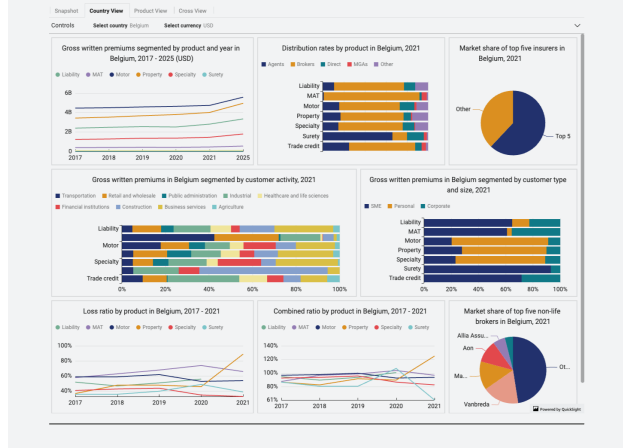 Snapshot Country View Product View Cross View
Controls Select country Belgium Select currency USD
Gross written premiums segmented by product and year in
Belgium, 2017 - 2025 (USD)
Liability MAT Motor Property Specialty Surety
6B
4B
2B
0
2017 2018 2019 2020 2021 2025
Distribution rates by product in Belgium, 2021
Agents Brokers Direct MGAs Other
Liability
MAT
Motor
Property
Specialty
Surety
Trade credit
Market share of top five insurers in
Belgium, 2021
Other
Top 5
Gross written premiums in Belgium segmented by customer activity, 2021
Transportation Retail and wholesale Public administration Industrial Healthcare and life sciences
Financial institutions Construction Business services Agriculture
Liability
Motor
Specialty
Trade credit
0% 20% 40% 60% 80% 100%
Gross written premiums in Belgium segmented by customer type
and size, 2021
SME Personal Corporate
Liability
MAT
Motor
Property
Specialty
Surety
Trade credit
0% 20% 40% 60% 80% 100%
Loss ratio by product in Belgium, 2017 - 2021
Liability MAT Motor Property Specialty Surety
100%
80%
60%
40%
2017 2018 2019 2020 2021
Combined ratio by product in Belgium, 2017 - 2021
Liability MAT Motor Property Specialty Surety
140%
120%
100%
80%
61%
2017 2018 2019 2020 2021
Market share of top five non-life
brokers in Belgium, 2021
Allia Assu...
Aon
Ma...
Vanbreda
Ot...
Powered by QuickSight